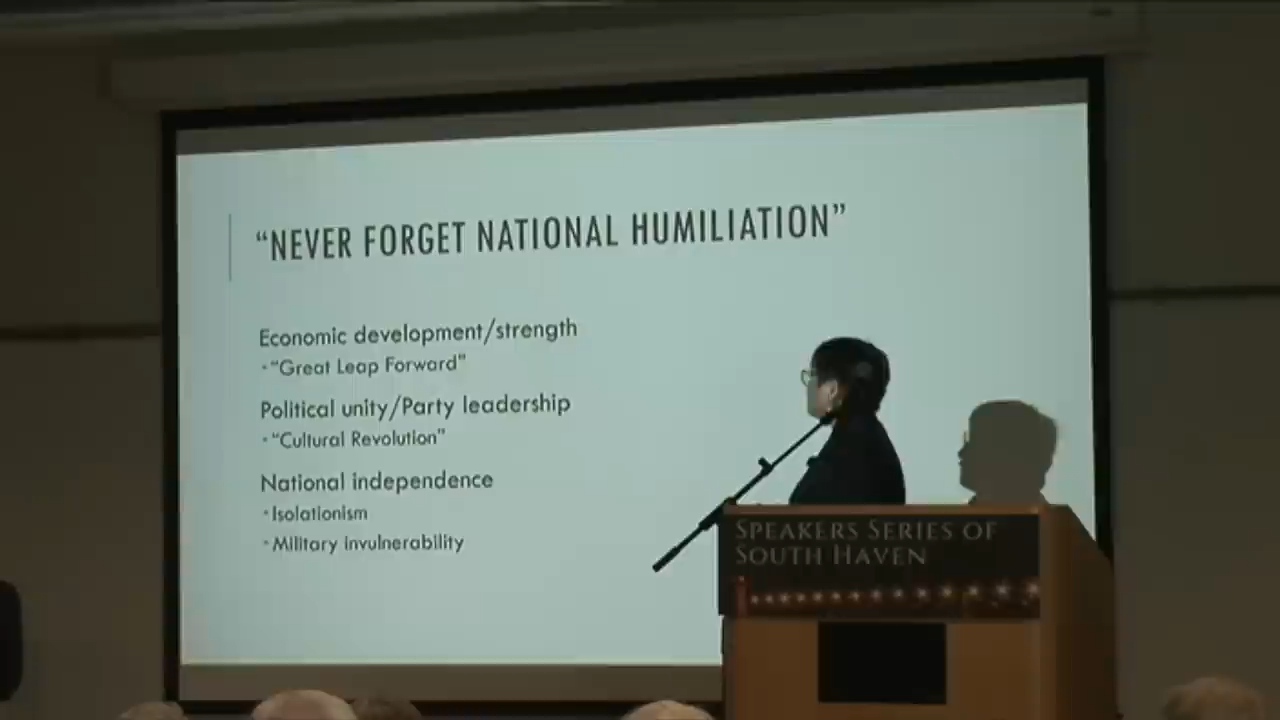 “NEVER FORGET NATIONAL HUMILIATION”
Economic development/strength
•“Great Leap Forward”
Political unity/Party leadership
•“Cultural Revolution”
National independence
•Isolationism
•Military invulnerability
SPEAKERS SERIES OF
SOUTH HAVEN